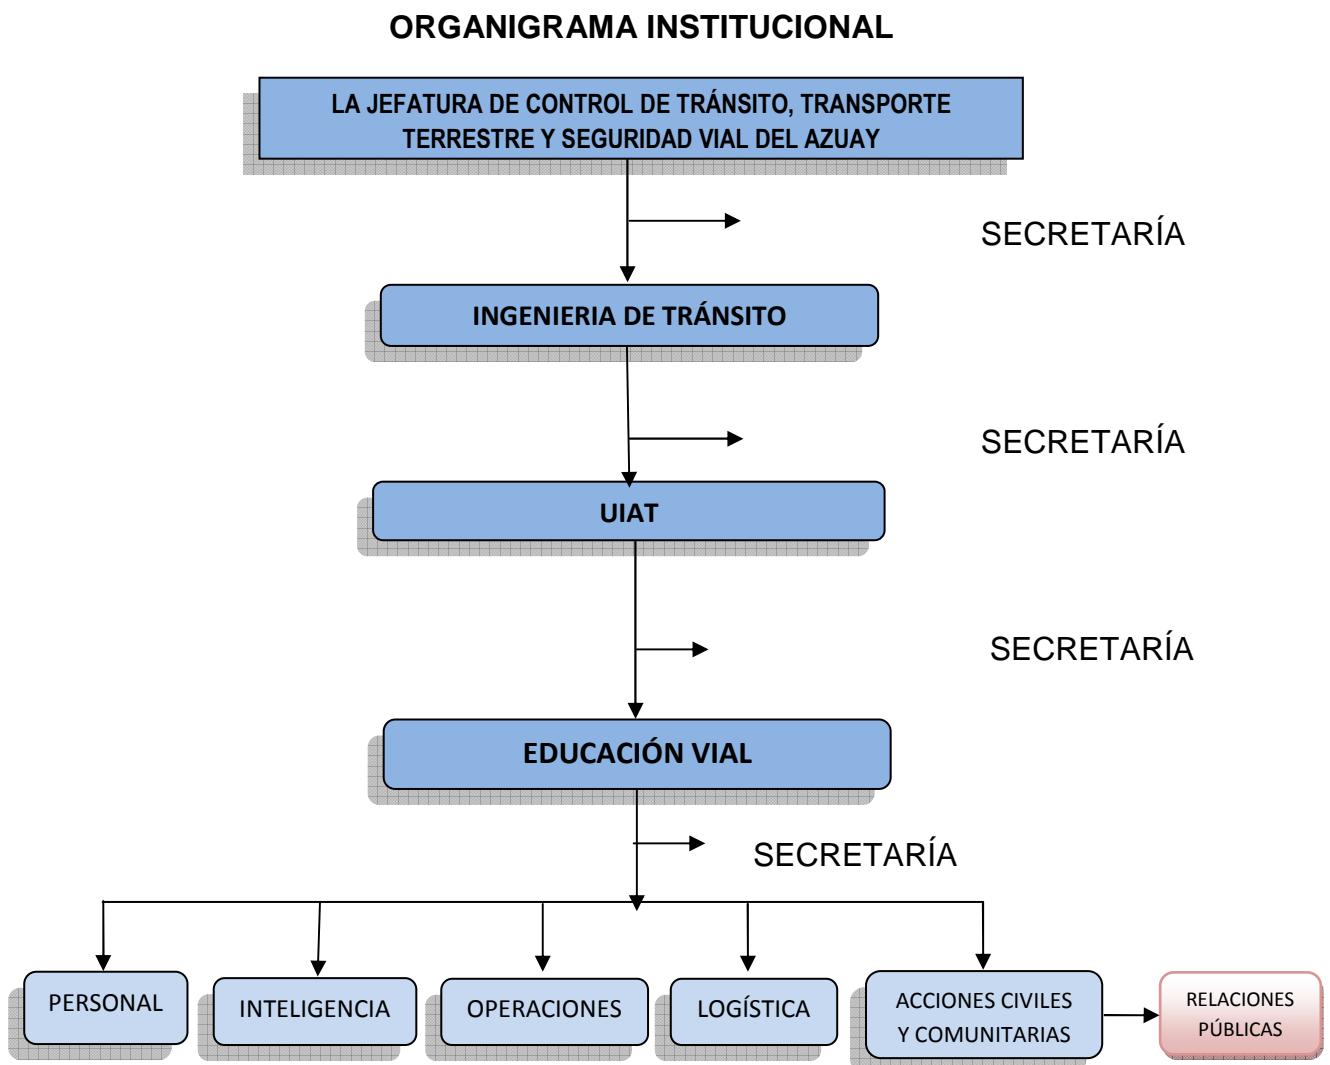 ORGANIGRAMA INSTITUCIONAL
LA JEFATURA DE CONTROL DE TRÁNSITO, TRANSPORTE
TERRESTRE Y SEGURIDAD VIAL DEL AZUAY
SECRETARÍA
INGENIERIA DE TRÁNSITO
SECRETARÍA
UIAT
SECRETARÍA
EDUCACIÓN VIAL
SECRETARÍA
PERSONAL
INTELIGENCIA
OPERACIONES
LOGÍSTICA
ACCIONES CIVILES
Y COMUNITARIAS
RELACIONES
PÚBLICAS